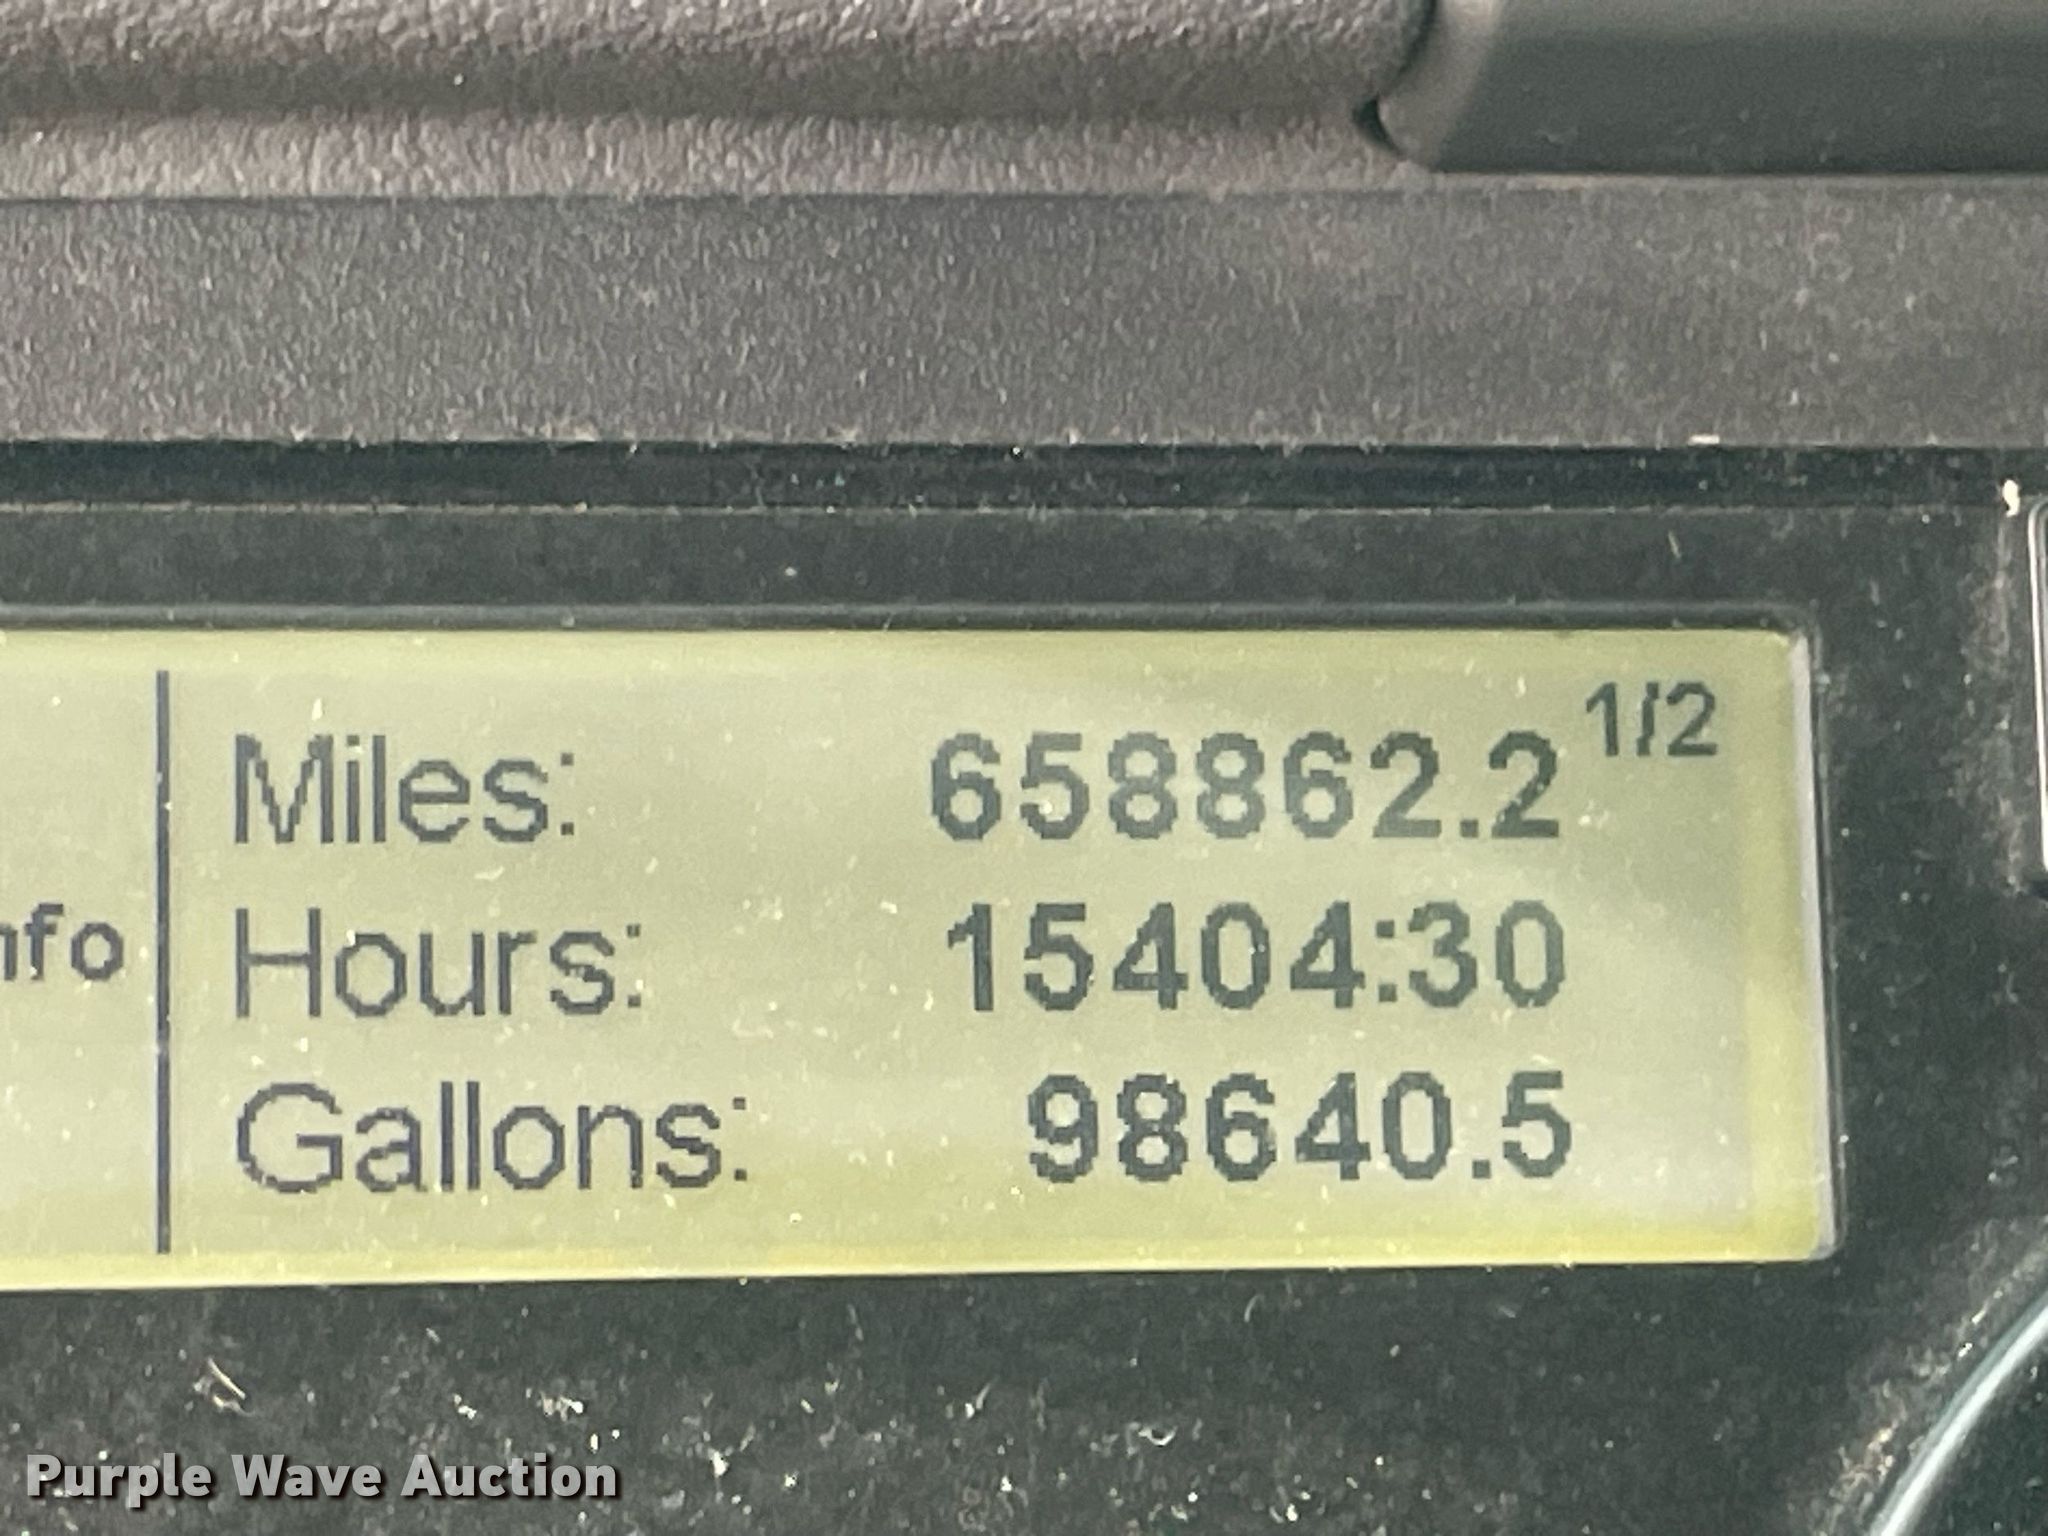 1/2
Miles: 658862.2
nfo
Hours: 15404:30
Gallons: 98640.5
Purple Wave Auction